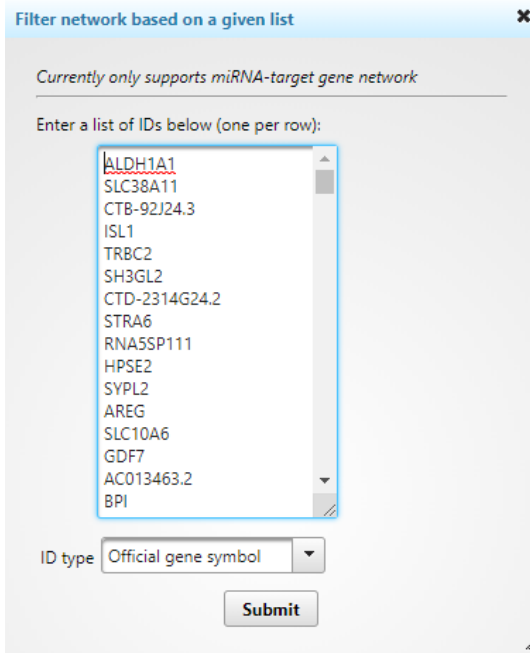 Filter network based on a given list
Currently only supports miRNA-target gene network
Enter a list of IDs below (one per row):
ALDH1A1
SLC38A11
CTB-92J24.3
ISL1
TRBC2
SH3GL2
CTD-2314G24.2
STRA6
RNA5SP111
HPSE2
SYPL2
AREG
SLC10A6
GDF7
AC013463.2
BPI
ID type Official gene symbol
Submit